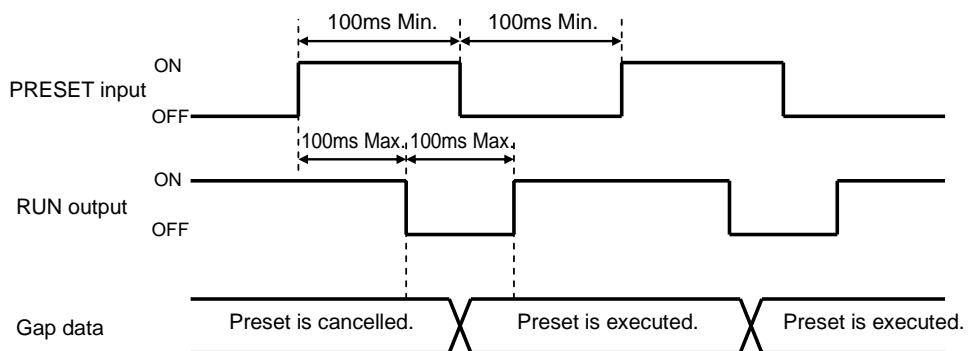 100ms Min. 100ms Min.
ON
PRESET input
OFF
100ms Max. 100ms Max.
ON
RUN output
OFF
Gap data
Preset is cancelled. Preset is executed. Preset is executed.